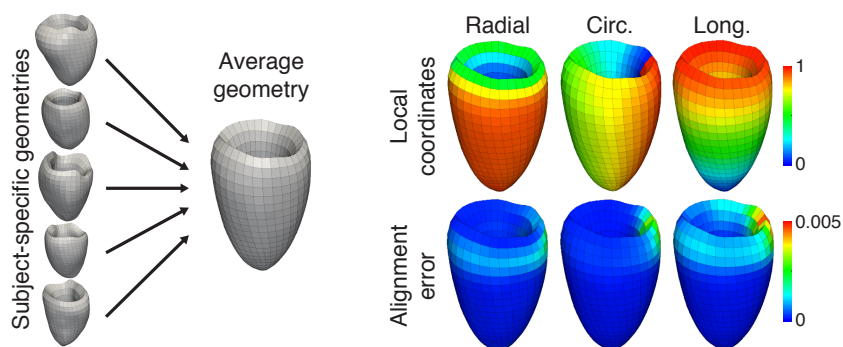 Subject-specific geometries
Average
geometry
Radial
Circ.
Long.
Local
coordinates
1
0
Alignment
error
0.005
0